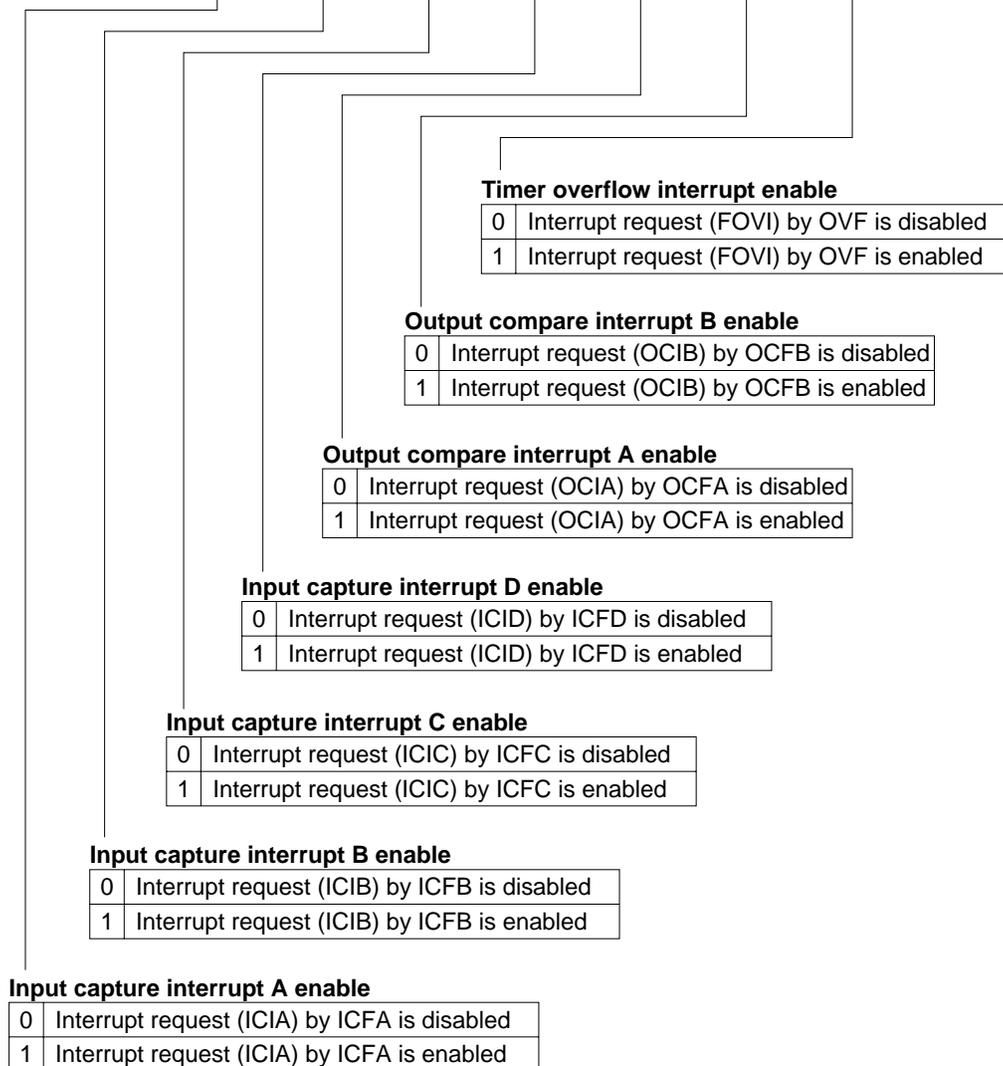 Timer overflow interrupt enable
0 Interrupt request (FOVI) by OVF is disabled
1 Interrupt request (FOVI) by OVF is enabled
Output compare interrupt B enable
0 Interrupt request (OCIB) by OCFB is disabled
1 Interrupt request (OCIB) by OCFB is enabled
Output compare interrupt A enable
0 Interrupt request (OCIA) by OCFA is disabled
1 Interrupt request (OCIA) by OCFA is enabled
Input capture interrupt D enable
0 Interrupt request (ICID) by ICFD is disabled
1 Interrupt request (ICID) by ICFD is enabled
Input capture interrupt C enable
0 Interrupt request (ICIC) by ICFC is disabled
1 Interrupt request (ICIC) by ICFC is enabled
Input capture interrupt B enable
0 Interrupt request (ICIB) by ICFB is disabled
1 Interrupt request (ICIB) by ICFB is enabled
Input capture interrupt A enable
0 Interrupt request (ICIA) by ICFA is disabled
1 Interrupt request (ICIA) by ICFA is enabled